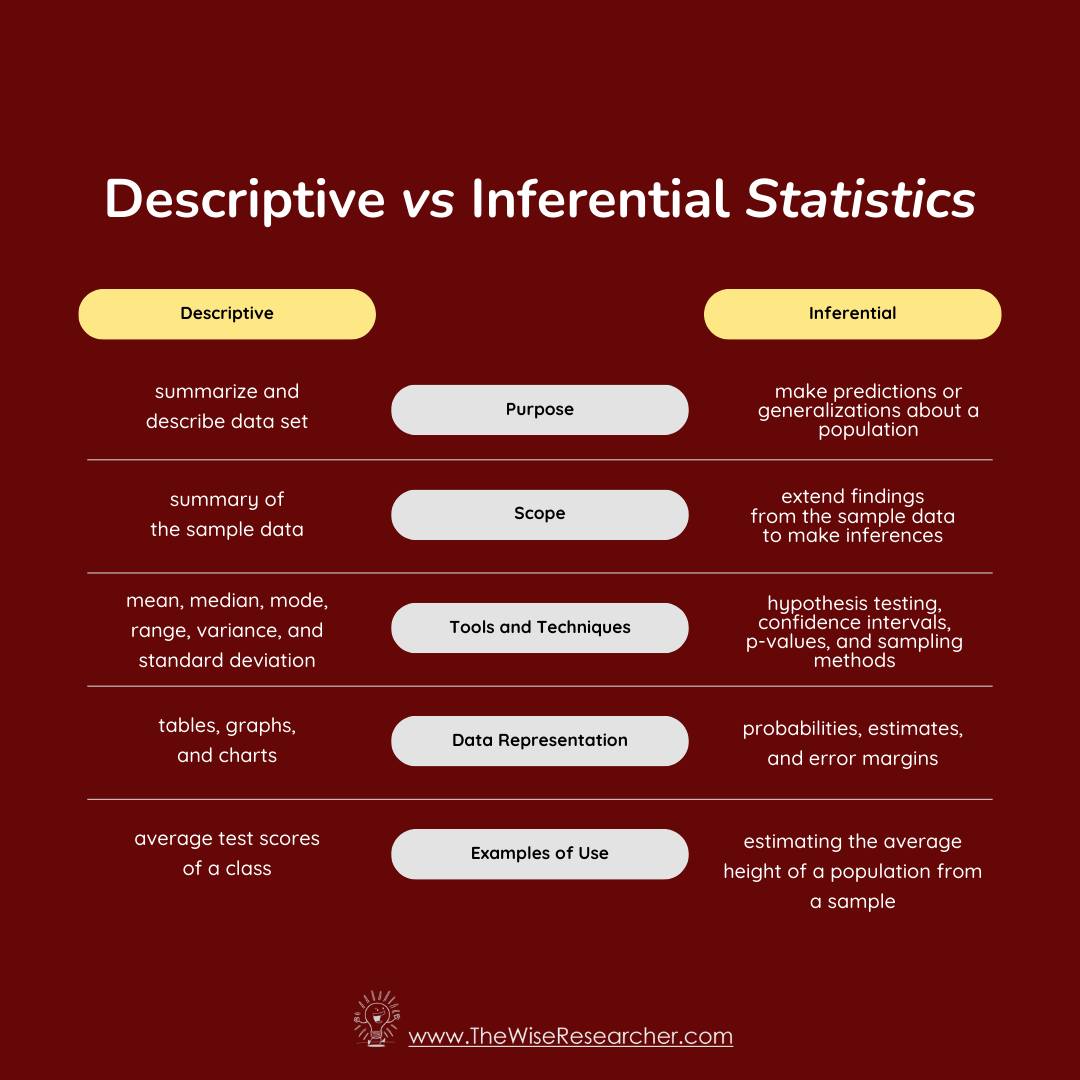 Descriptive vs Inferential Statistics
Descriptive
Inferential
summarize and
describe data set
Purpose
make predictions or
generalizations about a
population
summary of
the sample data
Scope
extend findings
from the sample data
to make inferences
mean, median, mode,
range, variance, and
standard deviation
Tools and Techniques
hypothesis testing,
confidence intervals,
p-values, and sampling
methods
tables, graphs,
and charts
Data Representation
probabilities, estimates,
and error margins
average test scores
of a class
Examples of Use
estimating the average
height of a population from
a sample
www.TheWiseResearcher.com